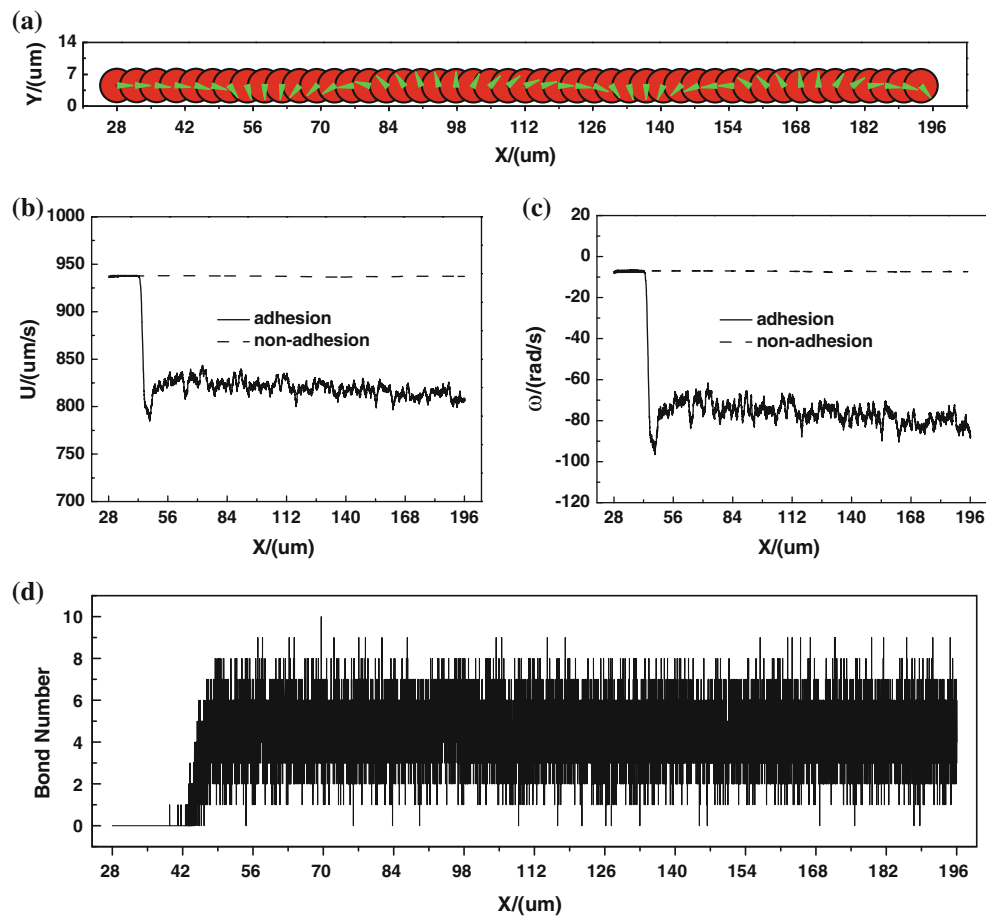 (a)
14
7
0
Y/(um)
28 42 56 70 84 98 112 126 140 154 168 182 196
X/(um)
(b)
1000
950
900
850
800
750
700
U/(um/s)
adhesion
non-adhesion
28 56 84 112 140 168 196
X/(um)
(c)
20
0
-20
-40
-60
-80
-100
-120
ω/(rad/s)
adhesion
non-adhesion
28 56 84 112 140 168 196
X/(um)
(d)
10
8
6
4
2
0
Bond Number
28 42 56 70 84 98 112 126 140 154 168 182 196
X/(um)